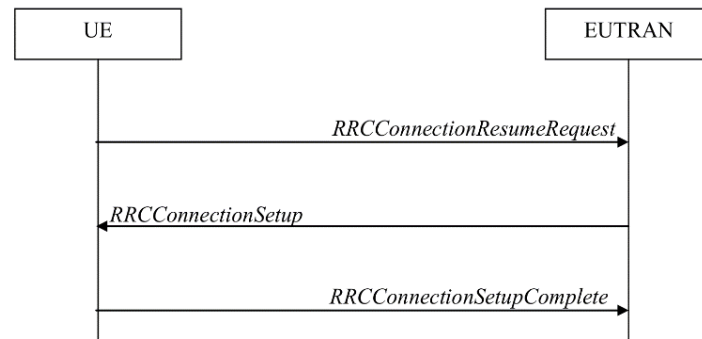 UE
EUTRAN
RRCConnectionResumeRequest
RRCConnectionSetup
RRCConnectionSetupComplete